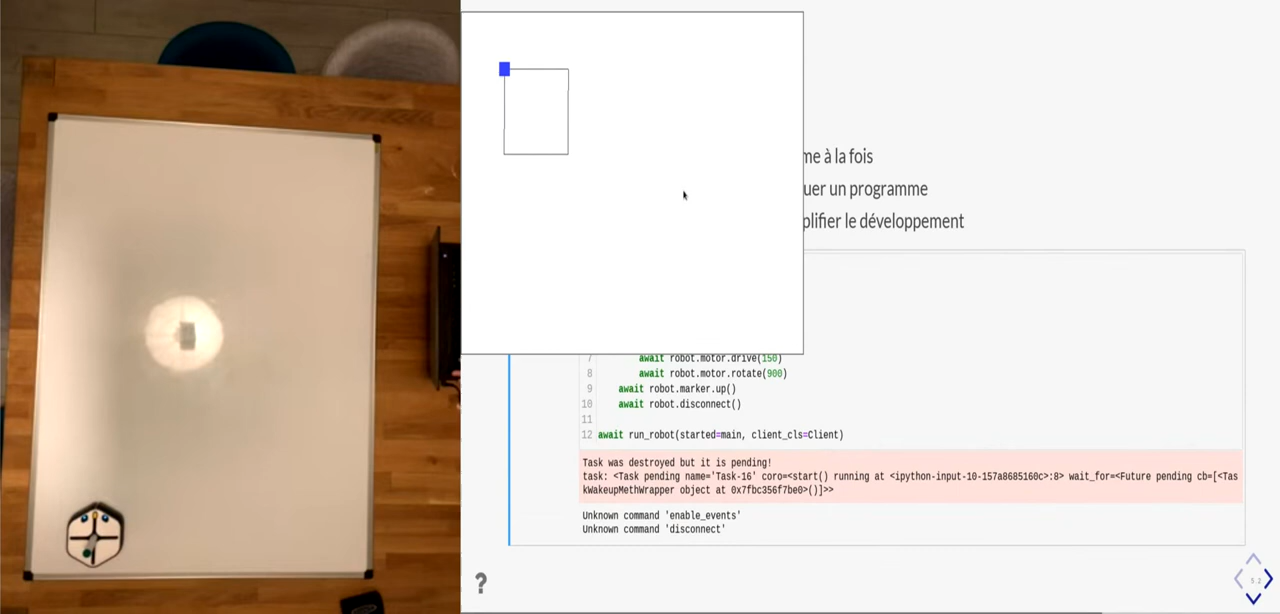 à la fois
un programme
le développement
7 await robot.motor.drive(150)
8 await robot.motor.rotate(900)
9 await robot.marker.up()
10 await robot.disconnect()
11
12 await run_robot(started=main, client_cls=Client)
Task was destroyed but it is pending!
task: <Task pending name='Task-16' coro=<start() running at <ipython-input-10-157a8685160c>:8> wait_for=<Future pending cb=[<Tas
kWakeupMethWrapper object at 0x7fbc356f7be0>()]>>
Unknown command 'enable_events'
Unknown command 'disconnect'
?
5.2